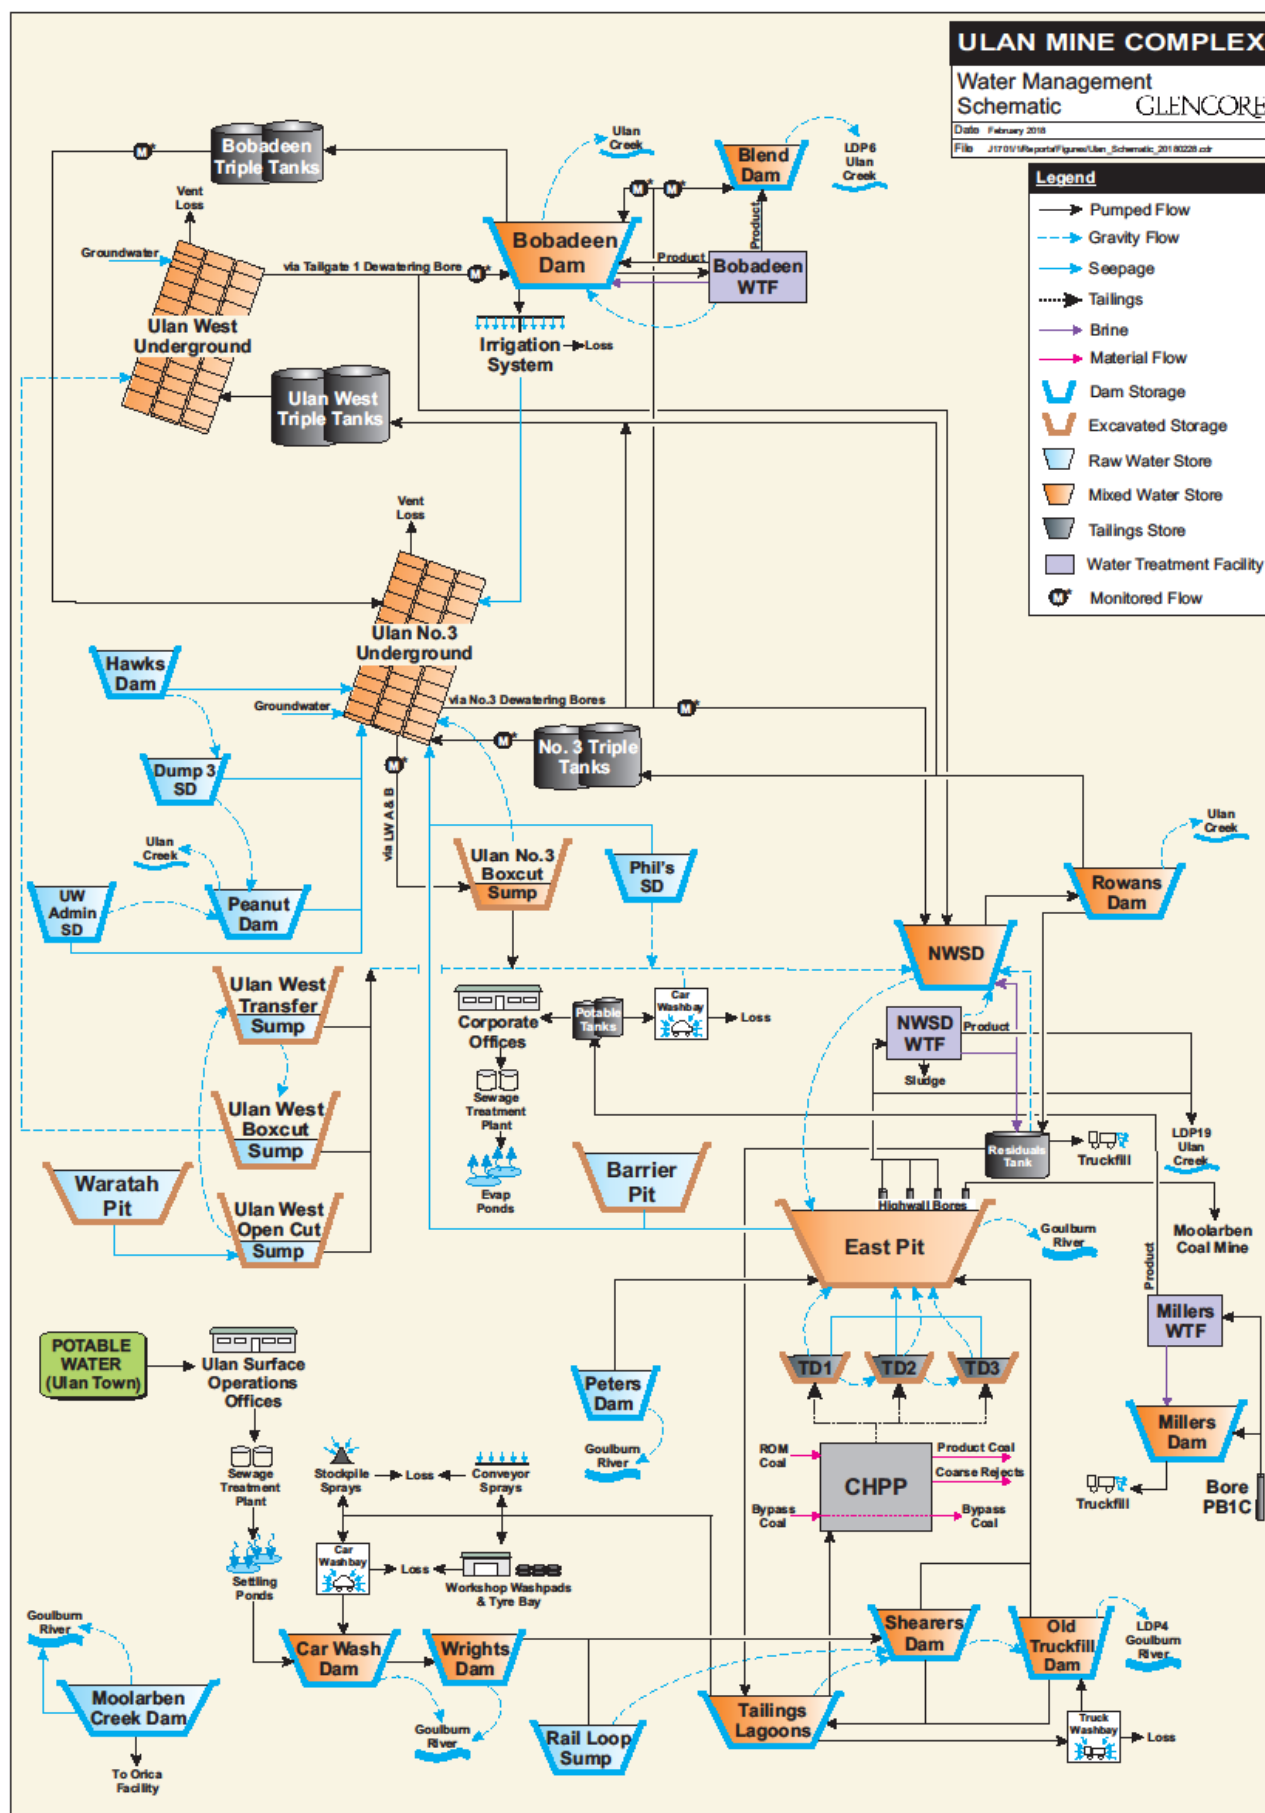 ULAN MINE COMPLEX
Water Management
Schematic
GLENCORE
Date February 2018
File J1701/1/Reports/Figures/Ulan_Schematic_20180228.cdr
Legend
Pumped Flow
Gravity Flow
Seepage
Tailings
Brine
Material Flow
Dam Storage
Excavated Storage
Raw Water Store
Mixed Water Store
Tailings Store
Water Treatment Facility
M* Monitored Flow
Bobadeen
Triple Tanks
M*
Ulan
Creek
Blend
Dam
LDP6
Ulan
Creek
Vent
Loss
M* M*
Product
Groundwater
Bobadeen
Dam
Product
Bobadeen
WTF
via Tailgate 1 Dewatering Bore
M*
Ulan West
Underground
Irrigation
System
Loss
Ulan West
Triple Tanks
Vent
Loss
Ulan No.3
Underground
Hawks
Dam
Groundwater
via No.3 Dewatering Bores
M*
M*
No. 3 Triple
Tanks
M*
via LW A & B
Dump 3
SD
Ulan
Creek
Ulan
Creek
Ulan No.3
Boxcut
Sump
Phil's
SD
Rowans
Dam
UW
Admin
SD
Peanut
Dam
NWSD
Ulan West
Transfer
Sump
Corporate
Offices
Potable
Tanks
Car
Washbay
Loss
NWSD
WTF
Product
Sludge
Sewage
Treatment
Plant
Ulan West
Boxcut
Sump
LDP19
Ulan
Creek
Residuals
Tank
Truckfill
Waratah
Pit
Evap
Ponds
Barrier
Pit
Highwall Bores
Ulan West
Open Cut
Sump
East Pit
Goulburn
River
Moolarben
Coal Mine
Product
Millers
WTF
POTABLE
WATER
(Ulan Town)
Ulan Surface
Operations
Offices
TD1
TD2
TD3
Peters
Dam
Millers
Dam
Goulburn
River
ROM
Coal
Product Coal
Coarse Rejects
CHPP
Bypass
Coal
Bypass
Coal
Truckfill
Bore
PB1C
Sewage
Treatment
Plant
Stockpile
Sprays
Loss
Conveyor
Sprays
Car
Washbay
Loss
Workshop Washpads
& Tyre Bay
Settling
Ponds
Goulburn
River
Car Wash
Dam
Wrights
Dam
Shearers
Dam
Old
Truckfill
Dam
LDP4
Goulburn
River
Moolarben
Creek Dam
Goulburn
River
Rail Loop
Sump
Tailings
Lagoons
Truck
Washbay
Loss
To Orica
Facility